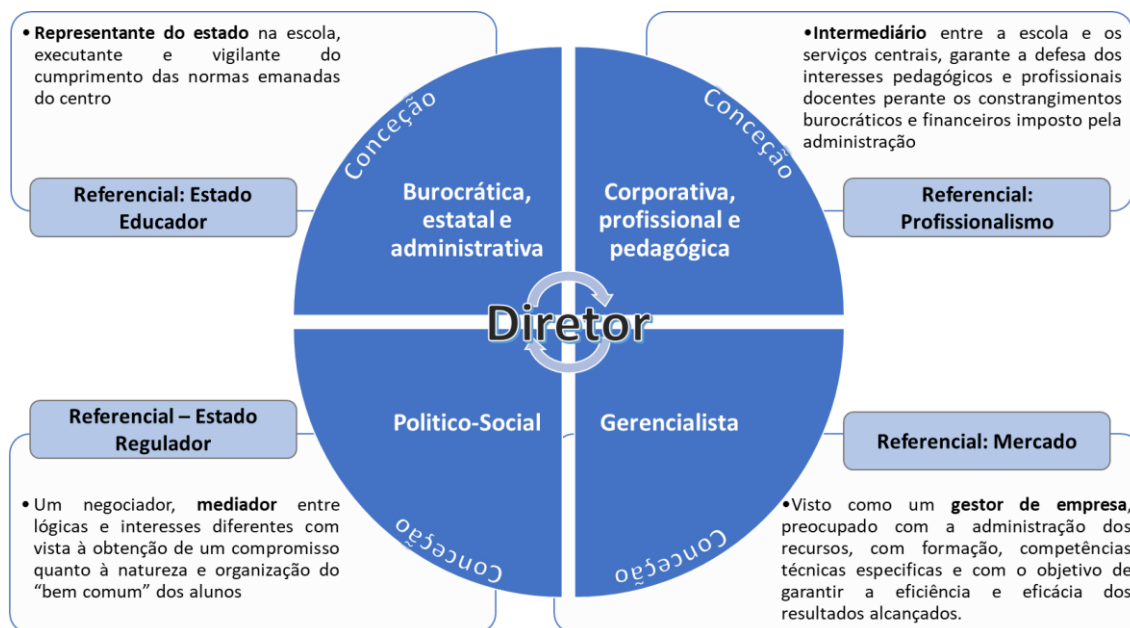 •Representante do estado na escola,
executante e vigilante do
cumprimento das normas emanadas
do centro
Referencial: Estado
Educador
Conceção
Burocrática,
estatal e
administrativa
Conceção
Corporativa,
profissional e
pedagógica
•Intermediário entre a escola e os
serviços centrais, garante a defesa dos
interesses pedagógicos e profissionais
docentes perante os constrangimentos
burocráticos e financeiros imposto pela
administração
Referencial:
Profissionalismo
Diretor
Referencial – Estado
Regulador
•Um negociador, mediador entre
lógicas e interesses diferentes com
vista à obtenção de um compromisso
quanto à natureza e organização do
“bem comum” dos alunos
Politico-Social
Conceção
Gerencialista
Conceção
Referencial: Mercado
•Visto como um gestor de empresa,
preocupado com a administração dos
recursos, com formação, competências
técnicas especificas e com o objetivo de
garantir a eficiência e eficácia dos
resultados alcançados.